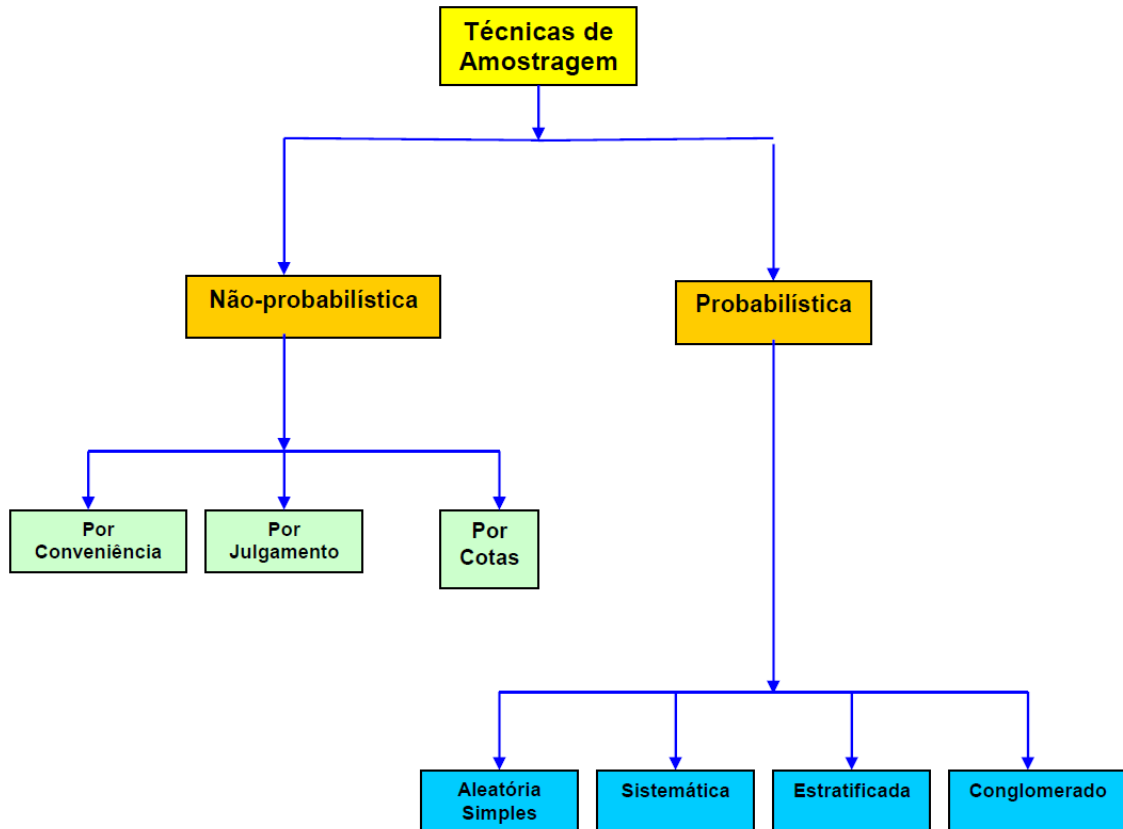 Técnicas de
Amostragem
Não-probabilística
Probabilística
Por
Conveniência
Por
Julgamento
Por
Cotas
Aleatória
Simples
Sistemática
Estratificada
Conglomerado